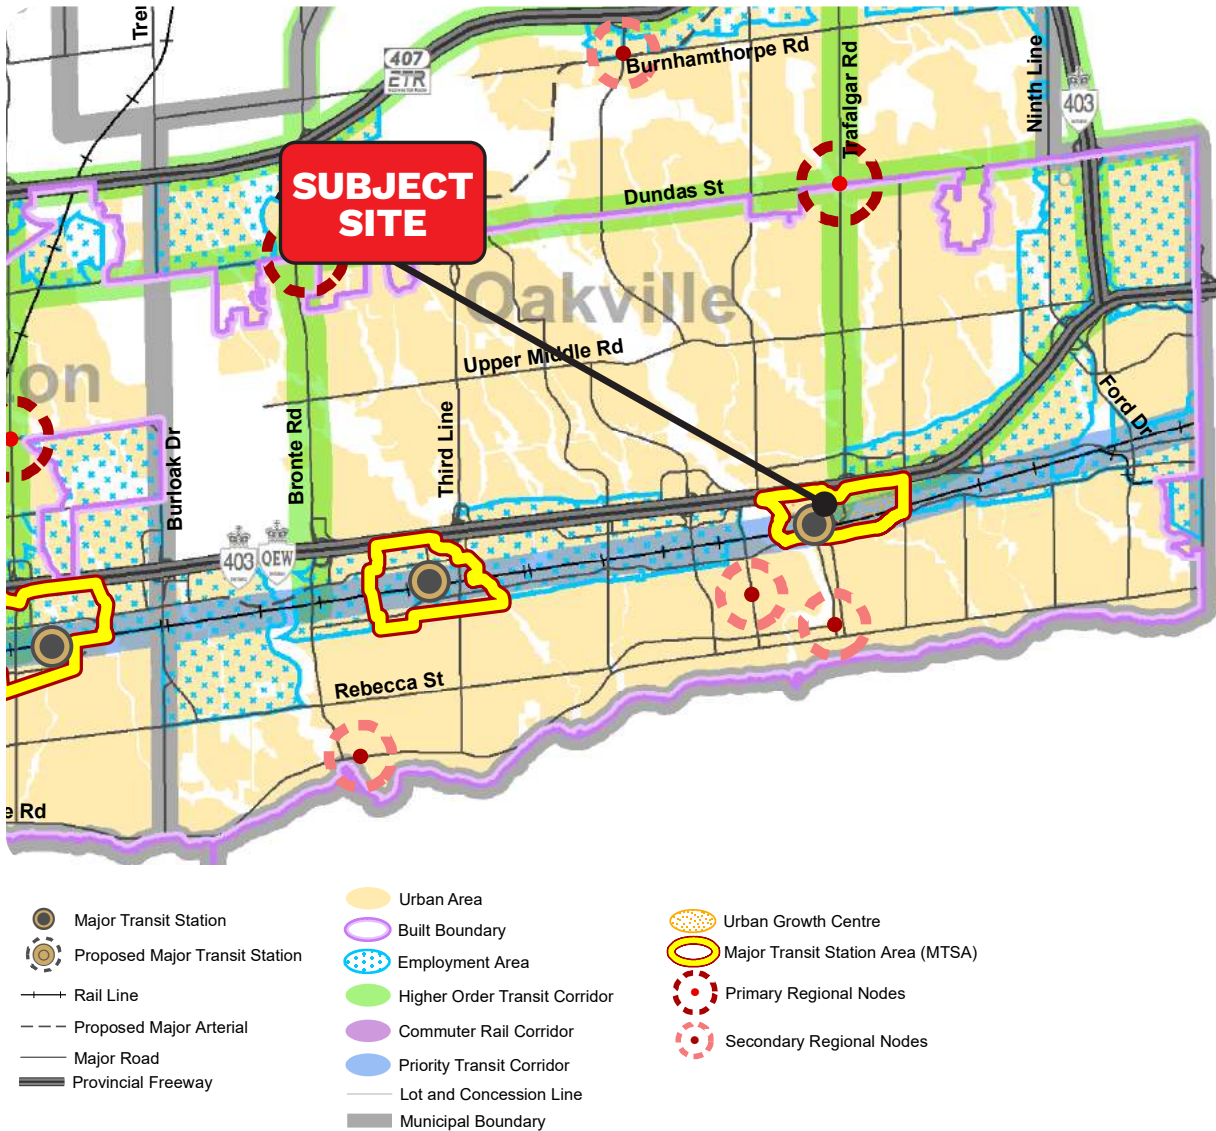 Tre
407
ETR
Burnhamthorpe Rd
Trafalgar Rd
Ninth Line
403
SUBJECT
SITE
Dundas St
Oakville
Upper Middle Rd
on
Ford Dr
Bronte Rd
Third Line
Burloak Dr
403
QEW
Rebecca St
e Rd
Major Transit Station
Proposed Major Transit Station
Rail Line
Proposed Major Arterial
Major Road
Provincial Freeway
Urban Area
Built Boundary
Employment Area
Higher Order Transit Corridor
Commuter Rail Corridor
Priority Transit Corridor
Lot and Concession Line
Municipal Boundary
Urban Growth Centre
Major Transit Station Area (MTSA)
Primary Regional Nodes
Secondary Regional Nodes